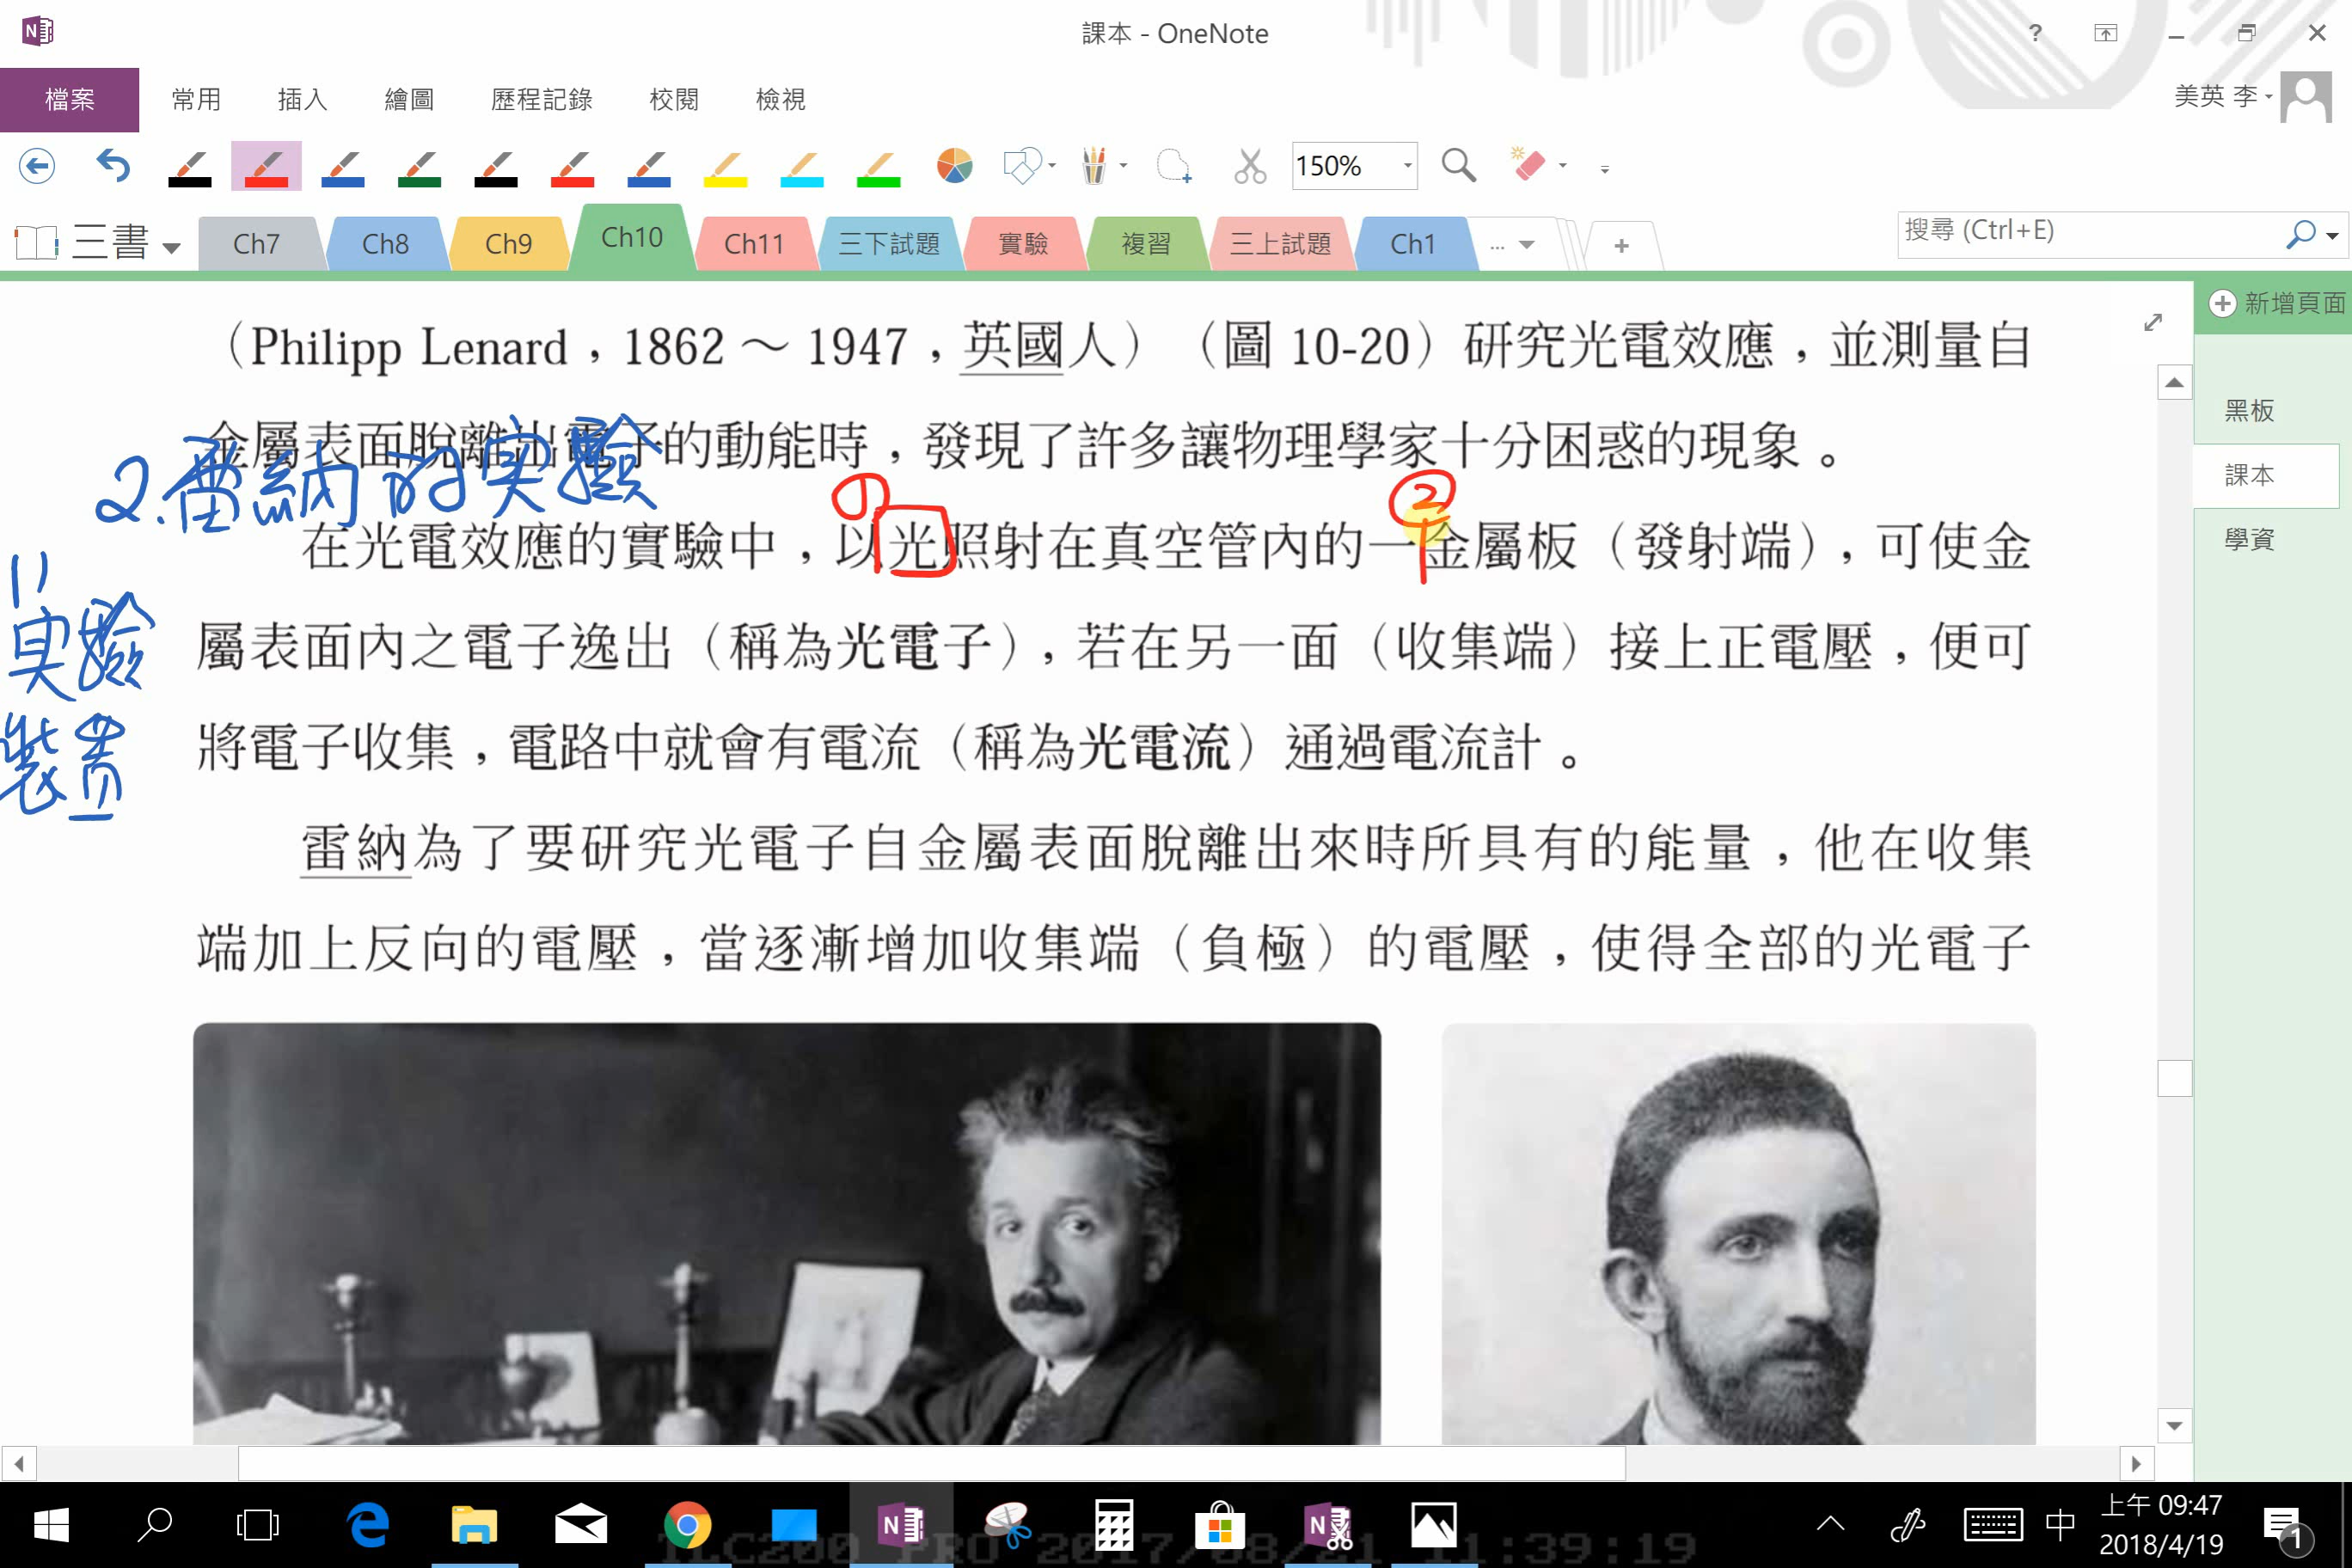 課本 - OneNote
檔案 常用 插入 繪圖 歷程記錄 校閱 檢視
美英 李
150%
三書 Ch7 Ch8 Ch9 Ch10 Ch11 三下試題 實驗 複習 三上試題 Ch1 ... +
搜尋 (Ctrl+E)
新增頁面
黑板
課本
學資
（Philipp Lenard，1862 ～ 1947，英國人）（圖 10-20）研究光電效應，並測量自
金屬表面脫離出電子的動能時，發現了許多讓物理學家十分困惑的現象。
2.雷納的实驗
① ②
在光電效應的實驗中，以光照射在真空管內的一金屬板（發射端），可使金
屬表面內之電子逸出（稱為光電子），若在另一面（收集端）接上正電壓，便可
將電子收集，電路中就會有電流（稱為光電流）通過電流計。
1)
实驗
裝置
雷納為了要研究光電子自金屬表面脫離出來時所具有的能量，他在收集
端加上反向的電壓，當逐漸增加收集端（負極）的電壓，使得全部的光電子
中
上午 09:47
2018/4/19
1
TLC200 PRO 2017/08/21 11:39:19